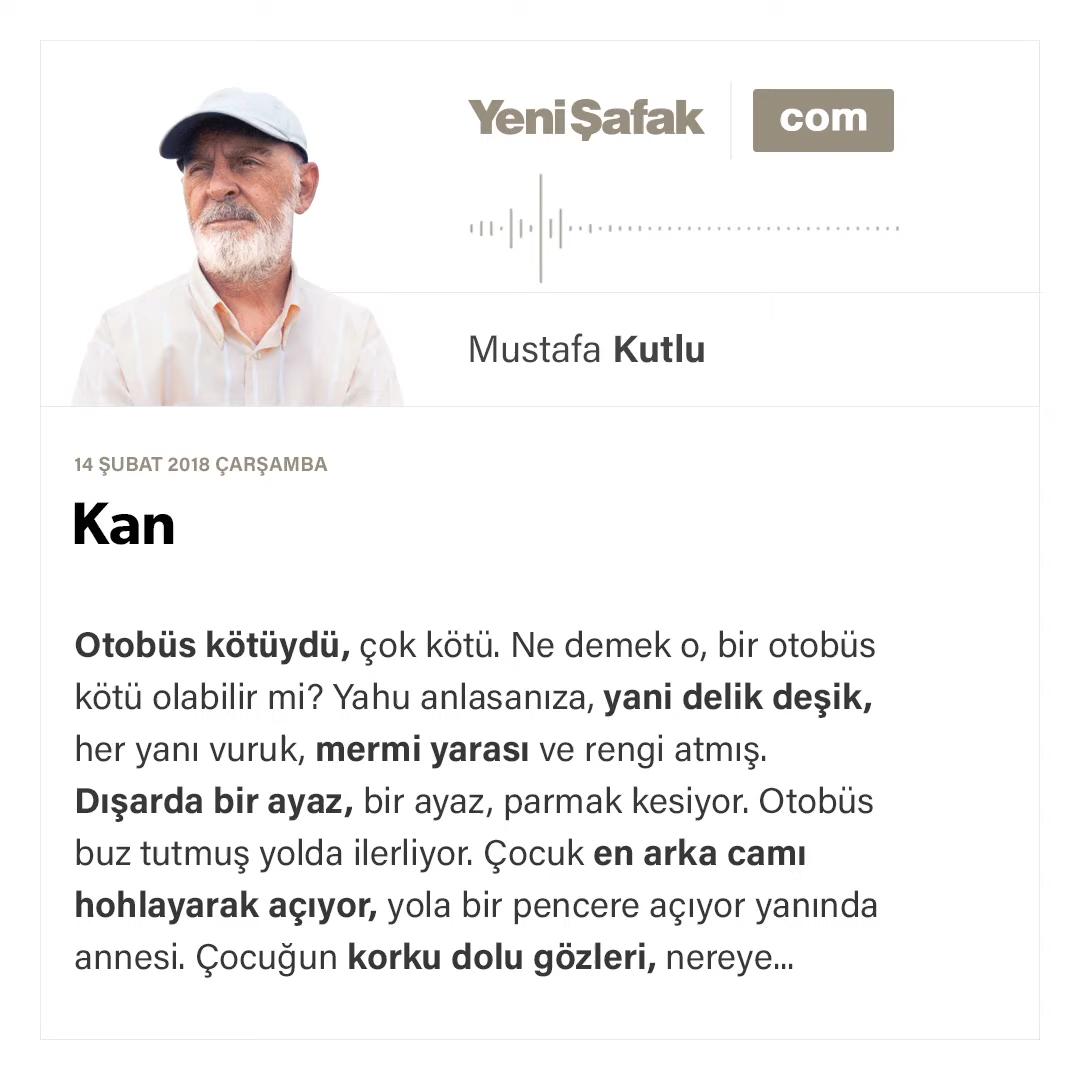 YeniŞafak com
Mustafa Kutlu
14 ŞUBAT 2018 ÇARŞAMBA
Kan
Otobüs kötüydü, çok kötü. Ne demek o, bir otobüs
kötü olabilir mi? Yahu anlasanıza, yani delik deşik,
her yanı vuruk, mermi yarası ve rengi atmış.
Dışarda bir ayaz, bir ayaz, parmak kesiyor. Otobüs
buz tutmuş yolda ilerliyor. Çocuk en arka camı
hohlayarak açıyor, yola bir pencere açıyor yanında
annesi. Çocuğun korku dolu gözleri, nereye...